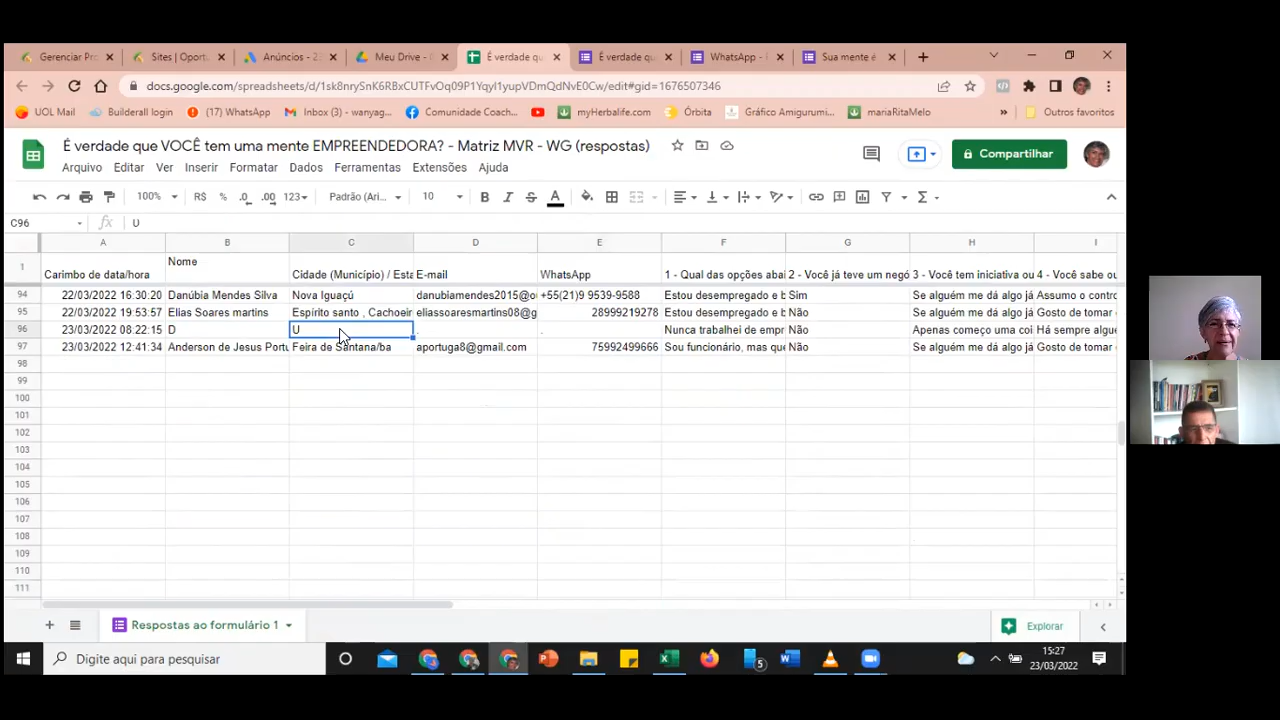 Gerenciar Pro
Sites | Oport
Anúncios - 23
Meu Drive -
É verdade qu
É verdade qu
WhatsApp -
Sua mente é
docs.google.com/spreadsheets/d/
/edit#gid=1676507346
UOL Mail
Builderall login
(17) WhatsApp
Inbox (3) - wanyag...
Comunidade Coach...
myHerbalife.com
Órbita
Gráfico Amigurumi...
mariaRitaMelo
»
Outros favoritos
É verdade que VOCÊ tem uma mente EMPREENDEDORA? - Matriz MVR - WG (respostas)
Arquivo Editar Ver Inserir Formatar Dados Ferramentas Extensões Ajuda
Compartilhar
100% R$ % .0 .00 123 Padrão (Ari... 10 B I S A Σ
C96 fx U
A B C D E F G H I
1 Carimbo de data/hora Nome Cidade (Município) / Esta E-mail WhatsApp 1 - Qual das opções abai 2 - Você já teve um negó 3 - Você tem iniciativa ou 4 - Você sabe ou
94 22/03/2022 16:30:20 Danúbia Mendes Silva Nova Iguaçú danubiamendes2015@o +55(21)9 9539-9588 Estou desempregado e b Sim Se alguém me dá algo já Assumo o contro
95 22/03/2022 19:53:57 Elias Soares martins Espírito santo , Cachoeir eliassoaresmartins08@g 28999219278 Estou desempregado e b Não Se alguém me dá algo já Gosto de tomar
96 23/03/2022 08:22:15 D U . . Nunca trabalhei de empr Não Apenas começo uma coi Há sempre algue
97 23/03/2022 12:41:34 Anderson de Jesus Portu Feira de Santana/ba aportuga8@gmail.com 75992499666 Sou funcionário, mas que Não Se alguém me dá algo já Gosto de tomar
98
99
100
101
102
103
104
105
106
107
108
109
110
111
Respostas ao formulário 1
Explorar
Digite aqui para pesquisar
5
15:27
23/03/2022